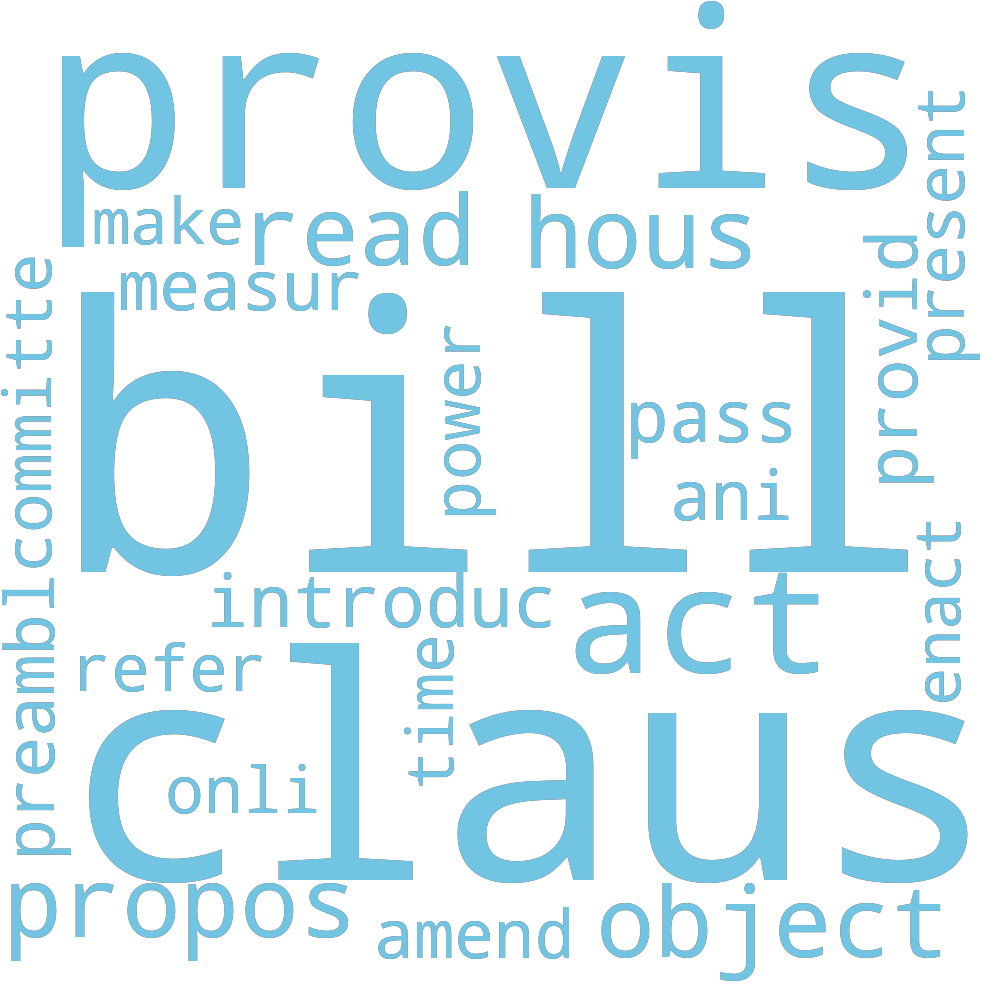 provis
make
read
hous
measur
present
provid
committe
bill
power
pass
ani
introduc
act
enact
preambl
refer
time
claus
onli
propos
amend
object